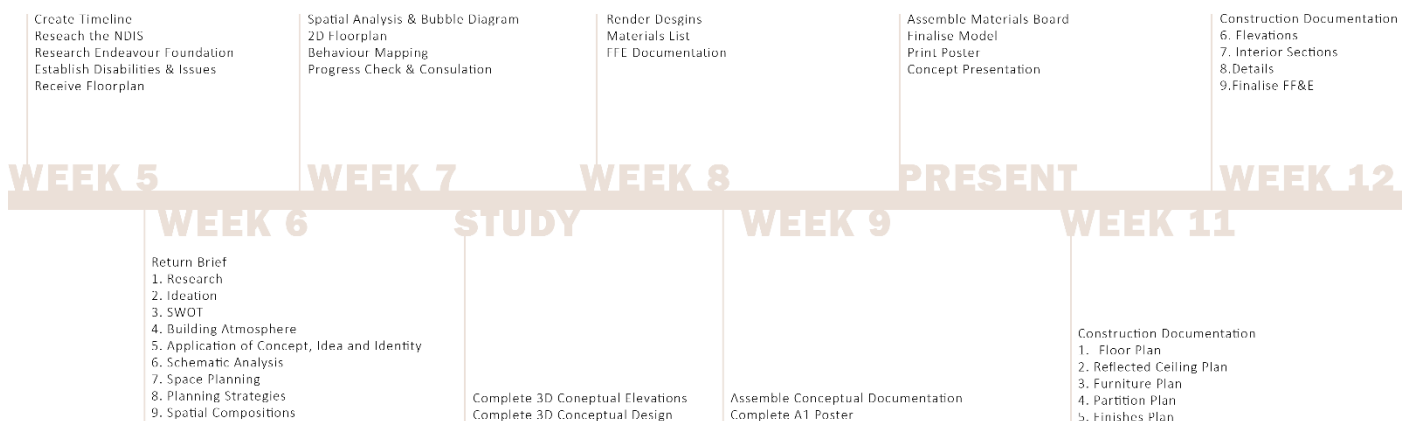 Create Timeline
Reseach the NDIS
Research Endeavour Foundation
Establish Disabilities & Issues
Receive Floorplan
WEEK 5
Spatial Analysis & Bubble Diagram
2D Floorplan
Behaviour Mapping
Progress Check & Consulation
WEEK 7
Render Desgins
Materials List
FFE Documentation
WEEK 8
Assemble Materials Board
Finalise Model
Print Poster
Concept Presentation
PRESENT
Construction Documentation
6. Elevations
7. Interior Sections
8.Details
9.Finalise FF&E
WEEK 12
WEEK 6
Return Brief
1. Research
2. Ideation
3. SWOT
4. Building Atmosphere
5. Application of Concept, Idea and Identity
6. Schematic Analysis
7. Space Planning
8. Planning Strategies
9. Spatial Compositions
STUDY
Complete 3D Coneptual Elevations
Complete 3D Conceptual Design
WEEK 9
Assemble Conceptual Documentation
Complete A1 Poster
WEEK 11
Construction Documentation
1. Floor Plan
2. Reflected Ceiling Plan
3. Furniture Plan
4. Partition Plan
5. Finishes Plan